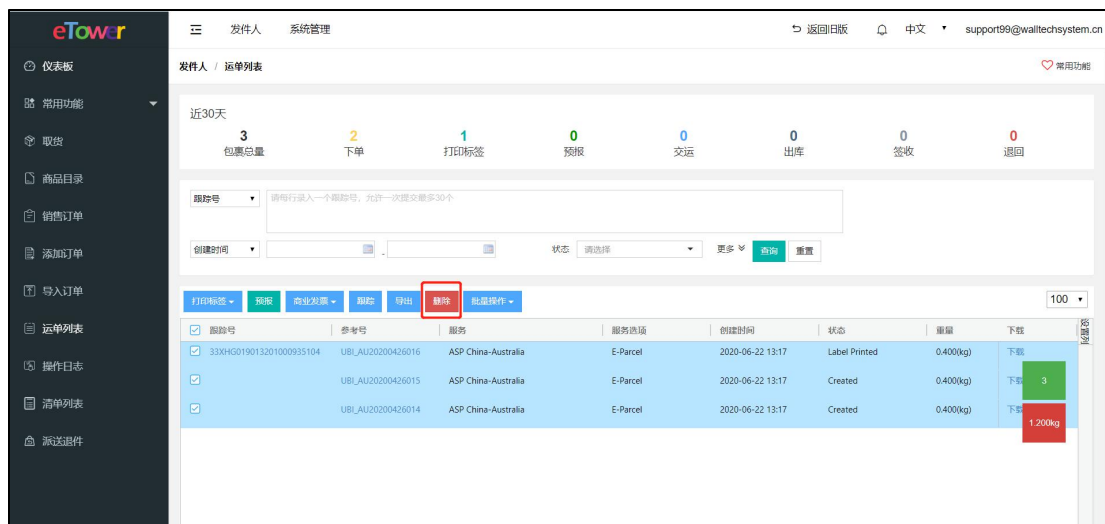 eTower
发件人 系统管理 返回旧版 中文 support99@walltechsystem.cn
仪表板
发件人 / 运单列表 常用功能
常用功能
取货
商品目录
销售订单
添加订单
导入订单
运单列表
操作日志
清单列表
派送退件
近30天
3 2 1 0 0 0 0 0
包裹总量 下单 打印标签 预报 交运 出库 签收 退回
跟踪号 请每行录入一个跟踪号，允许一次提交最多30个
创建时间 - 状态 请选择 更多 查询 重置
打印标签 预报 商业发票 跟踪 导出 删除 批量操作 100
跟踪号 参考号 服务 服务选项 创建时间 状态 重量 下载 设置列
33XHG019013201000935104 UBI_AU20200426016 ASP China-Australia E-Parcel 2020-06-22 13:17 Label Printed 0.400(kg) 下载
UBI_AU20200426015 ASP China-Australia E-Parcel 2020-06-22 13:17 Created 0.400(kg) 下载
3
UBI_AU20200426014 ASP China-Australia E-Parcel 2020-06-22 13:17 Created 0.400(kg) 下载
1.200kg